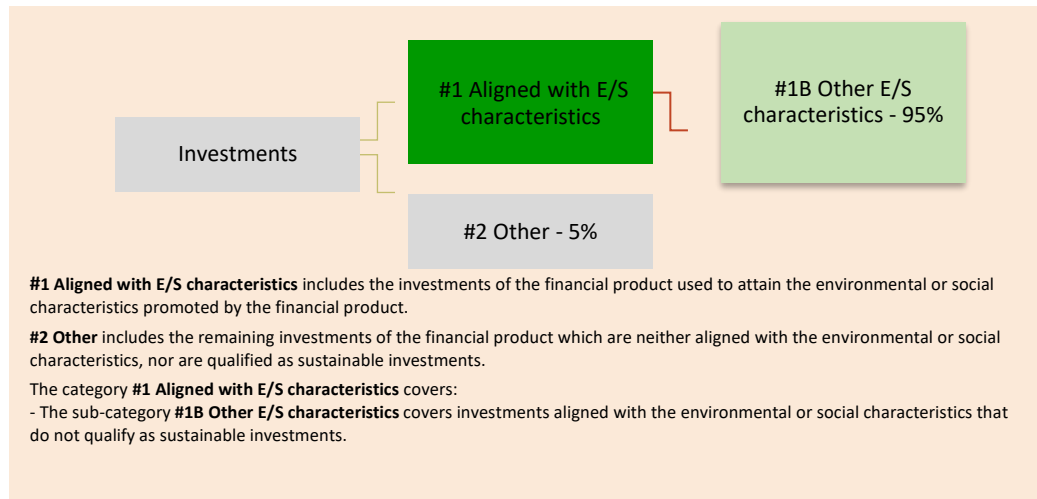 #1 Aligned with E/S
characteristics
#1B Other E/S
characteristics - 95%
Investments
#2 Other - 5%
#1 Aligned with E/S characteristics includes the investments of the financial product used to attain the environmental or social
characteristics promoted by the financial product.
#2 Other includes the remaining investments of the financial product which are neither aligned with the environmental or social
characteristics, nor are qualified as sustainable investments.
The category #1 Aligned with E/S characteristics covers:
- The sub-category #1B Other E/S characteristics covers investments aligned with the environmental or social characteristics that
do not qualify as sustainable investments.